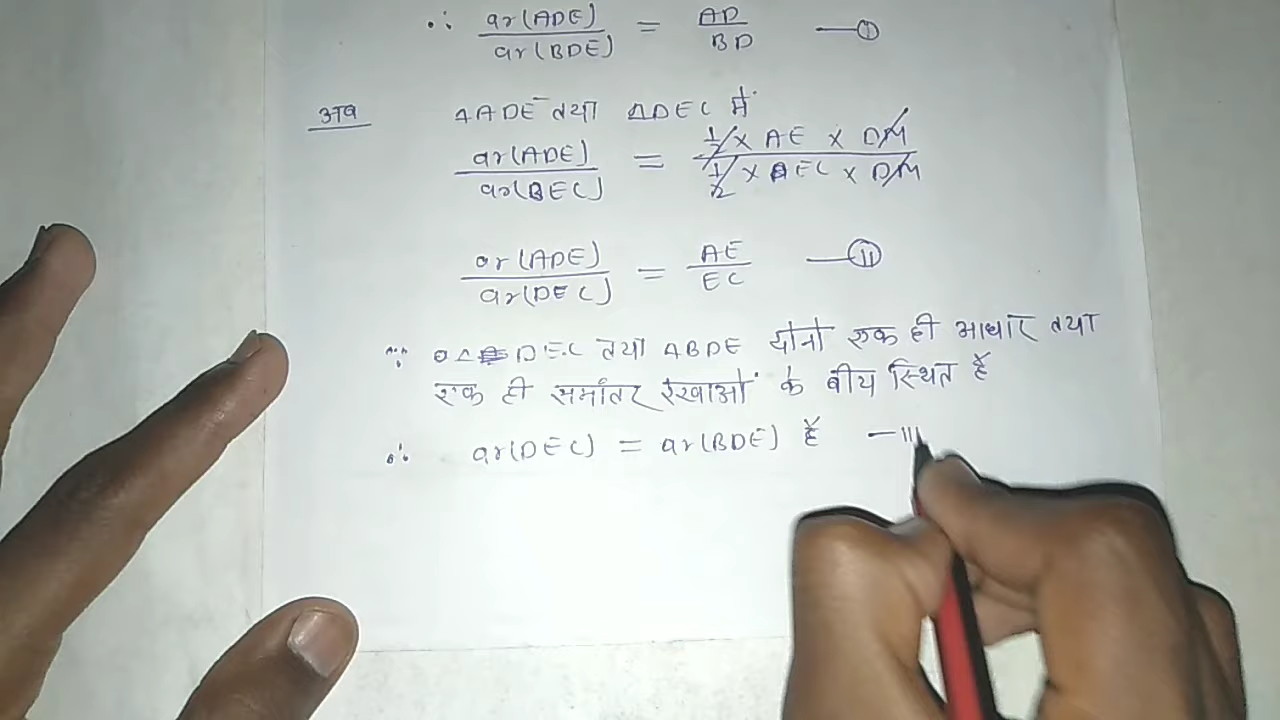 ∴ ar(ADE)/ar(BDE) = AD/BD —(I)
अब ΔADE तथा ΔDEC में
ar(ADE)/ar(BEC) = 1/2 × AE × DM / 1/2 × EC × DM
ar(ADE)/ar(DEC) = AE/EC —(II)
∵ Δ DEC तथा ΔBDE दोनो एक ही आधार तथा
एक ही समांतर रेखाओं के बीच स्थित है
∴ ar(DEC) = ar(BDE) है —III